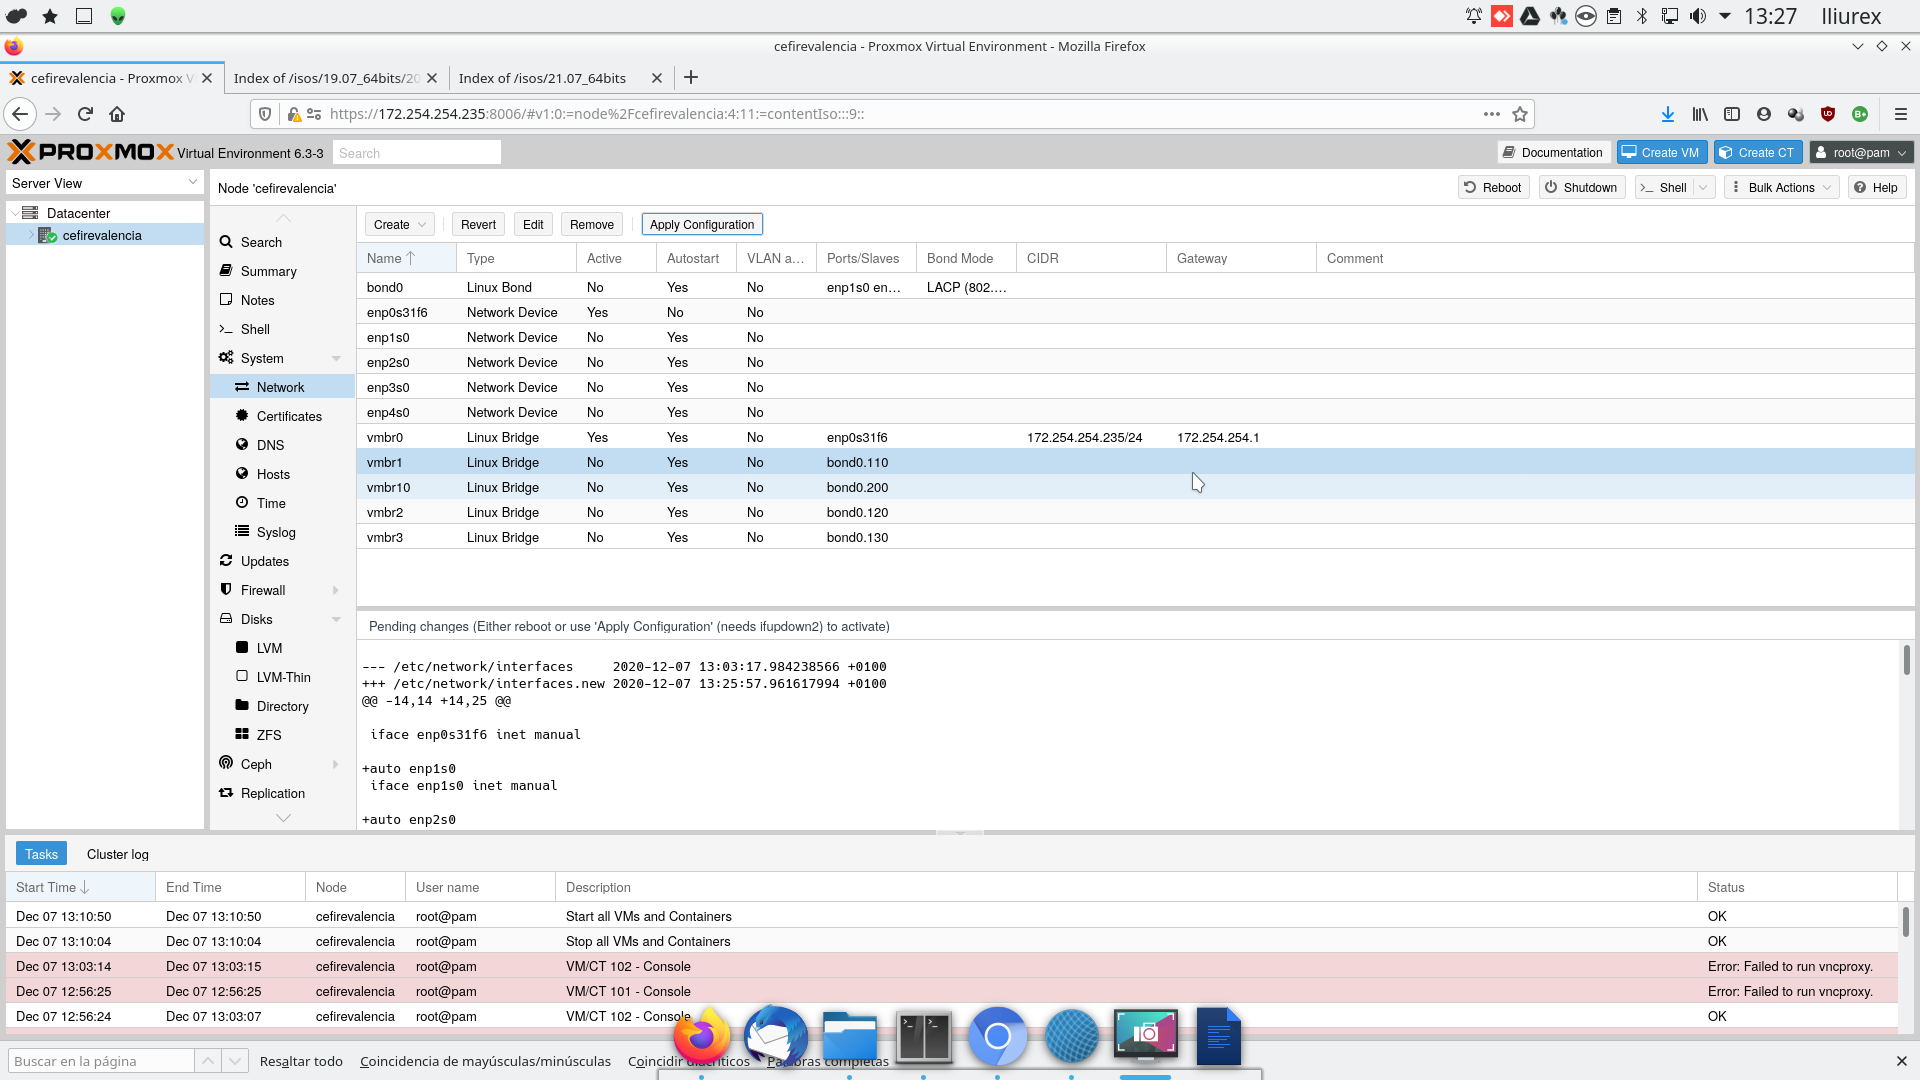 13:27 lliurex
cefirevalencia - Proxmox Virtual Environment - Mozilla Firefox
cefirevalencia - Proxmox V
Index of /isos/19.07_64bits/20
Index of /isos/21.07_64bits
https://172.254.254.235:8006/#v1:0:=node%2Fcefirevalencia:4:11:=contentIso:::9::
PROXMOX Virtual Environment 6.3-3 Search Documentation Create VM Create CT root@pam
Server View
Node 'cefirevalencia' Reboot Shutdown Shell Bulk Actions Help
Datacenter
cefirevalencia
Search
Summary
Notes
Shell
System
Network
Certificates
DNS
Hosts
Time
Syslog
Updates
Firewall
Disks
LVM
LVM-Thin
Directory
ZFS
Ceph
Replication
Create Revert Edit Remove Apply Configuration
Name Type Active Autostart VLAN a... Ports/Slaves Bond Mode CIDR Gateway Comment
bond0 Linux Bond No Yes No enp1s0 en... LACP (802....
enp0s31f6 Network Device Yes No No
enp1s0 Network Device No Yes No
enp2s0 Network Device No Yes No
enp3s0 Network Device No Yes No
enp4s0 Network Device No Yes No
vmbr0 Linux Bridge Yes Yes No enp0s31f6 172.254.254.235/24 172.254.254.1
vmbr1 Linux Bridge No Yes No bond0.110
vmbr10 Linux Bridge No Yes No bond0.200
vmbr2 Linux Bridge No Yes No bond0.120
vmbr3 Linux Bridge No Yes No bond0.130
Pending changes (Either reboot or use 'Apply Configuration' (needs ifupdown2) to activate)
--- /etc/network/interfaces 2020-12-07 13:03:17.984238566 +0100
+++ /etc/network/interfaces.new 2020-12-07 13:25:57.961617994 +0100
@@ -14,14 +14,25 @@
iface enp0s31f6 inet manual
+auto enp1s0
iface enp1s0 inet manual
+auto enp2s0
Tasks Cluster log
Start Time End Time Node User name Description Status
Dec 07 13:10:50 Dec 07 13:10:50 cefirevalencia root@pam Start all VMs and Containers OK
Dec 07 13:10:04 Dec 07 13:10:04 cefirevalencia root@pam Stop all VMs and Containers OK
Dec 07 13:03:14 Dec 07 13:03:15 cefirevalencia root@pam VM/CT 102 - Console Error: Failed to run vncproxy.
Dec 07 12:56:25 Dec 07 12:56:25 cefirevalencia root@pam VM/CT 101 - Console Error: Failed to run vncproxy.
Dec 07 12:56:24 Dec 07 13:03:07 cefirevalencia root@pam VM/CT 102 - Console OK
Buscar en la página Resaltar todo Coincidencia de mayúsculas/minúsculas Coincidir diacríticos Palabras completas